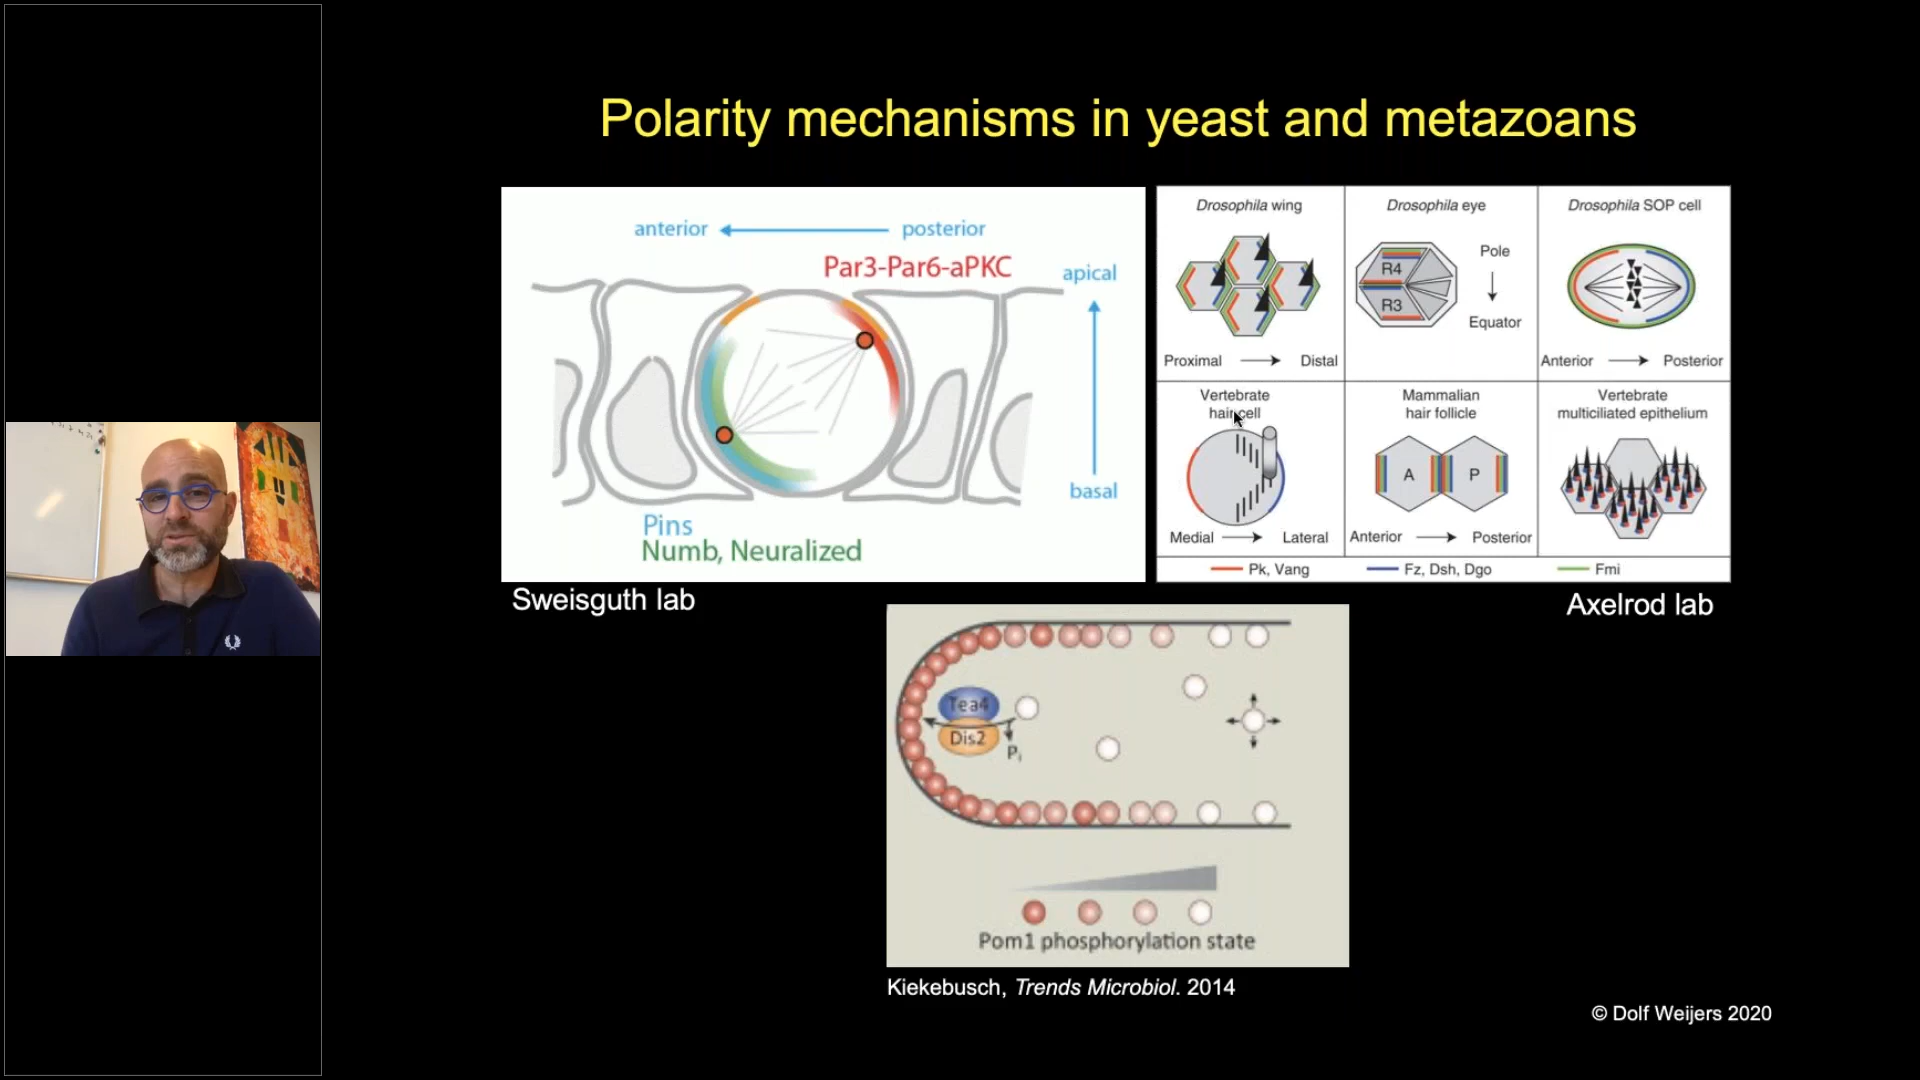 Polarity mechanisms in yeast and metazoans
anterior
posterior
Par3-Par6-aPKC
apical
basal
Pins
Numb, Neuralized
Sweisguth lab
Drosophila wing
Proximal
Distal
Drosophila eye
R4
R3
Pole
Equator
Drosophila SOP cell
Anterior
Posterior
Vertebrate
hair cell
Medial
Lateral
Mammalian
hair follicle
A
P
Anterior
Posterior
Vertebrate
multiciliated epithelium
Pk, Vang
Fz, Dsh, Dgo
Fmi
Axelrod lab
Tea4
Dis2
Pi
Pom1 phosphorylation state
Kiekebusch, Trends Microbiol. 2014
© Dolf Weijers 2020